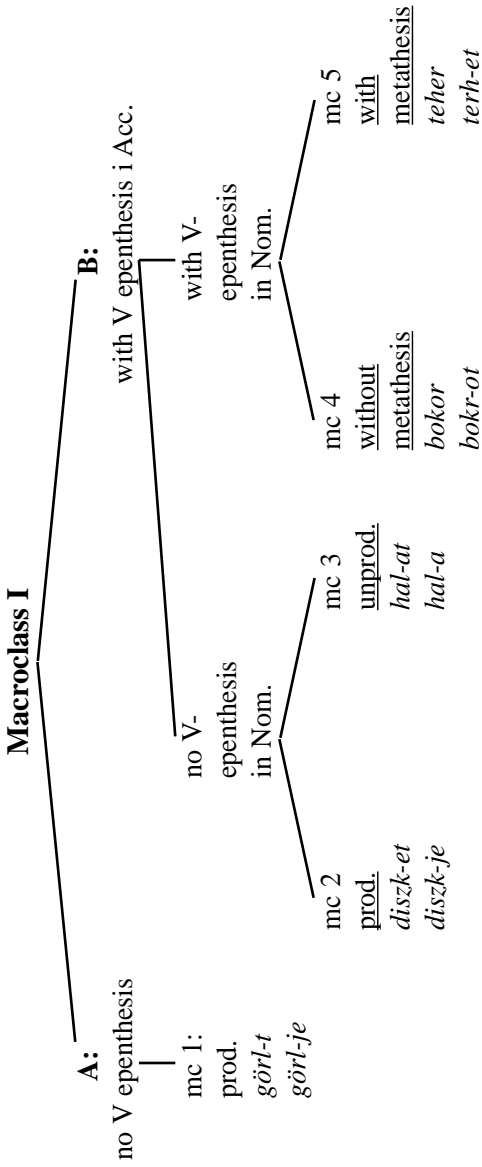 Macroclass I
A:
no V epenthesis
mc 1:
prod.
görl-t
görl-je
B:
with V epenthesis i Acc.
no V-
epenthesis
in Nom.
mc 2
prod.
diszk-et
diszk-je
mc 3
unprod.
hal-at
hal-a
with V-
epenthesis
in Nom.
mc 4
without
metathesis
bokor
bokr-ot
mc 5
with
metathesis
teher
terh-et